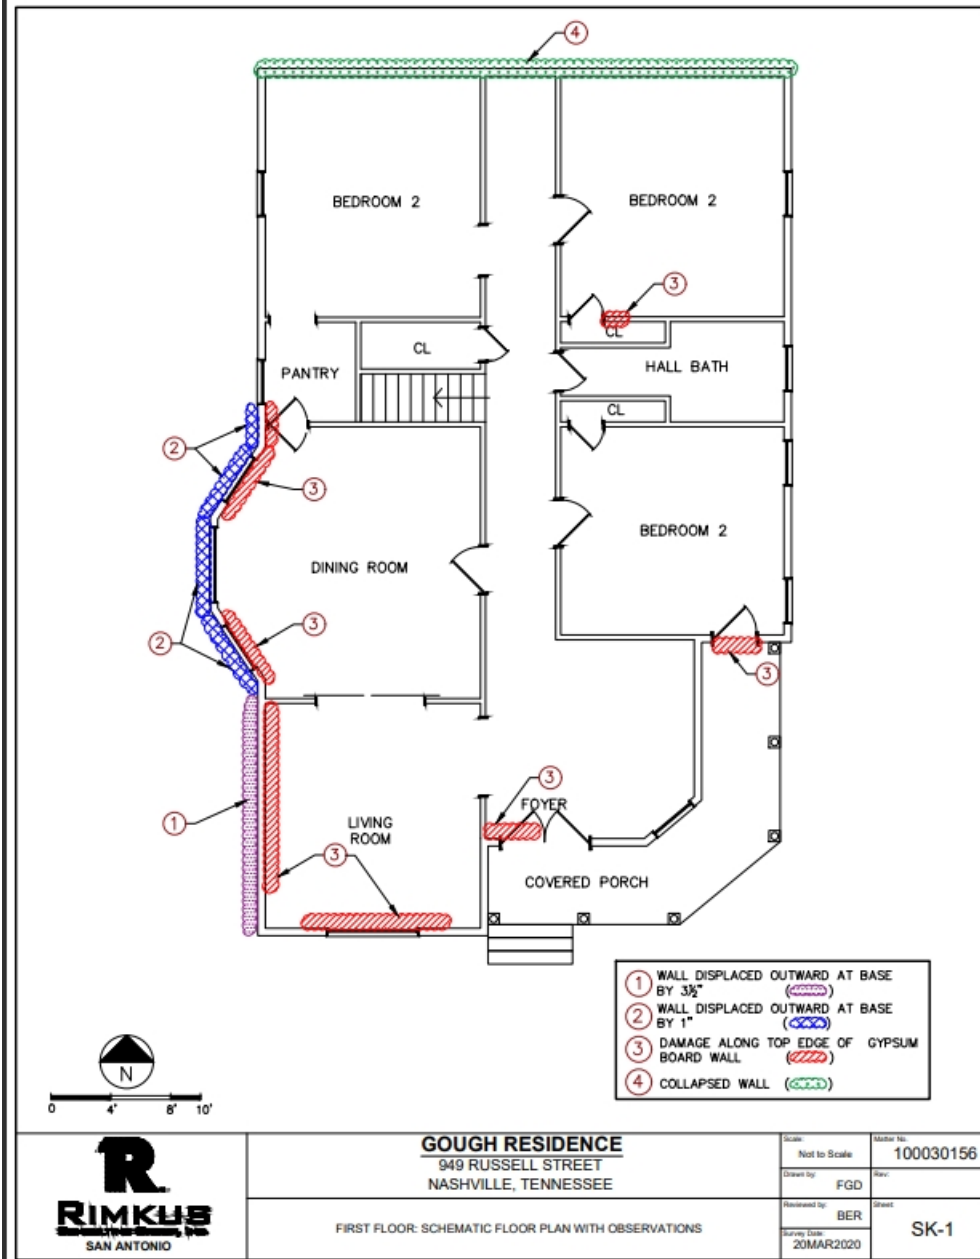 4
BEDROOM 2
BEDROOM 2
3
CL
CL
HALL BATH
PANTRY
CL
2
3
BEDROOM 2
DINING ROOM
3
2
3
3
FOYER
1
LIVING
ROOM
3
COVERED PORCH
1 WALL DISPLACED OUTWARD AT BASE
BY 3½" ( )
2 WALL DISPLACED OUTWARD AT BASE
BY 1" ( )
3 DAMAGE ALONG TOP EDGE OF GYPSUM
BOARD WALL ( )
4 COLLAPSED WALL ( )
N
0 4' 8' 10'
R
RIMKUS
SAN ANTONIO
GOUGH RESIDENCE
949 RUSSELL STREET
NASHVILLE, TENNESSEE
FIRST FLOOR: SCHEMATIC FLOOR PLAN WITH OBSERVATIONS
Scale:
Not to Scale
Matter No.
100030156
Drawn by:
FGD
Rev:
Reviewed by:
BER
Sheet:
SK-1
Survey Date:
20MAR2020